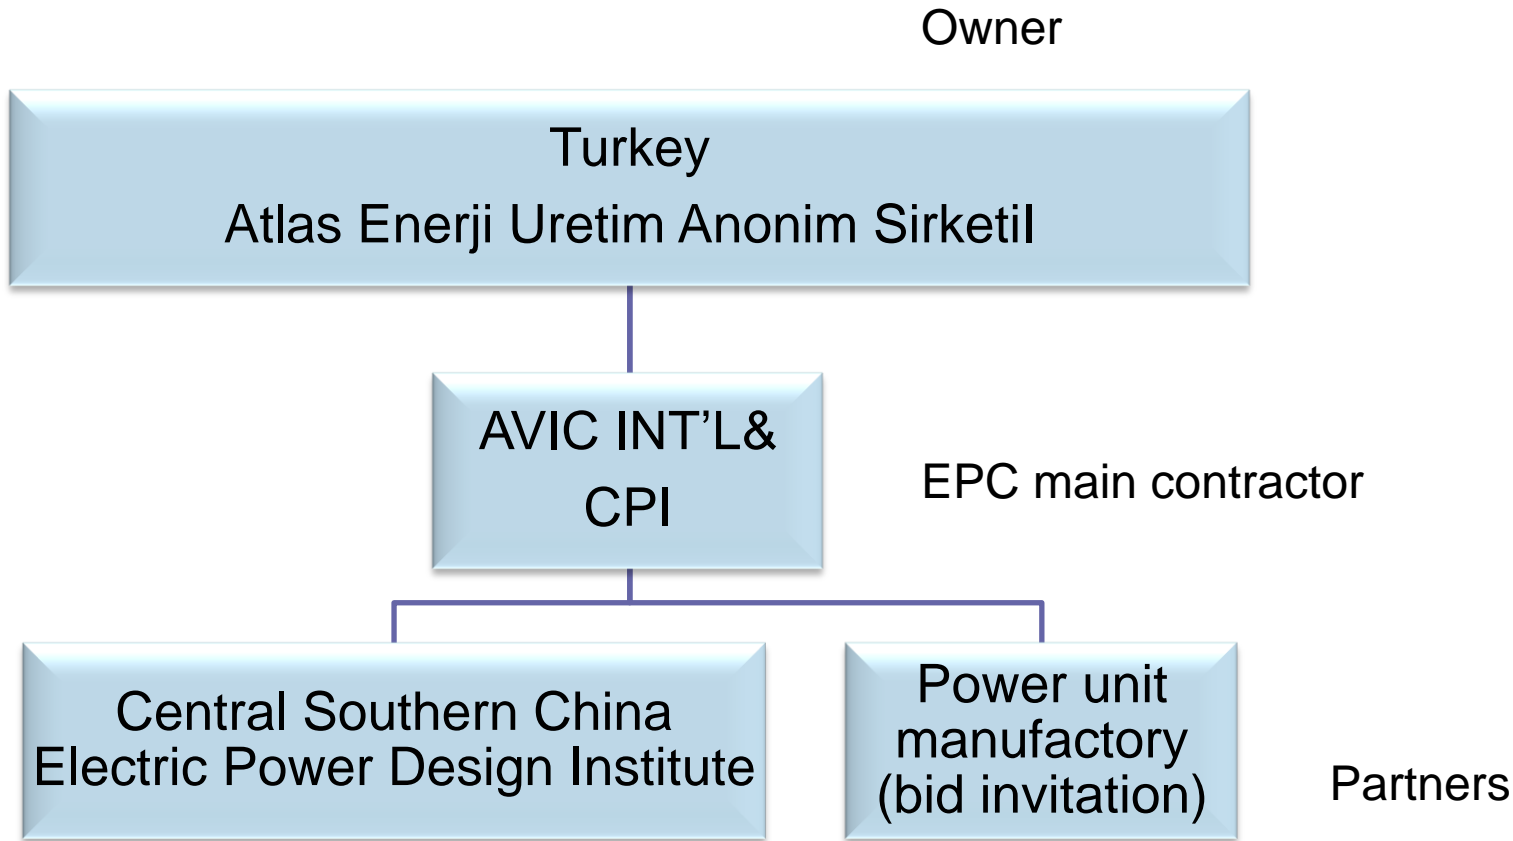 Owner
Turkey
Atlas Enerji Uretim Anonim Sirketil
AVIC INT’L&
CPI
EPC main contractor
Central Southern China
Electric Power Design Institute
Power unit
manufactory
(bid invitation)
Partners